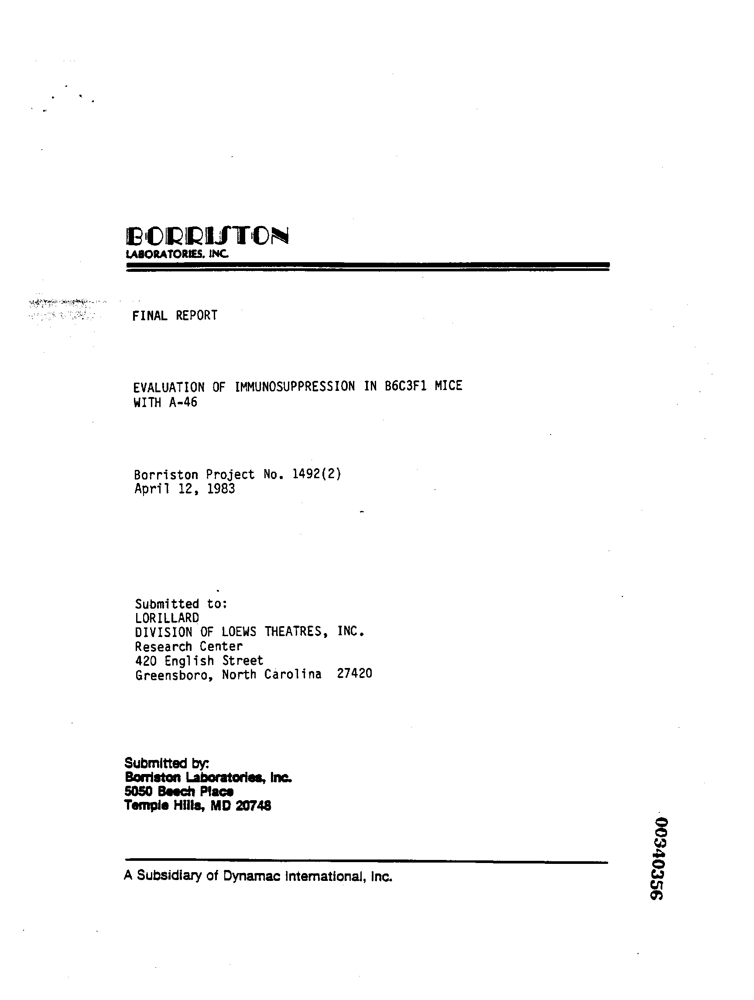 BORRISTON
LABORATORIES, INC.
FINAL REPORT
EVALUATION OF IMMUNOSUPPRESSION IN B6C3F1 MICE
WITH A-46
Borriston Project No. 1492(2)
April 12, 1983
Submitted to:
LORILLARD
DIVISION OF LOEWS THEATRES, INC.
Research Center
420 English Street
Greensboro, North Carolina 27420
Submitted by:
Borriston Laboratories, Inc.
5050 Beech Place
Temple Hills, MD 20748
A Subsidiary of Dynamac International, Inc.
00340356